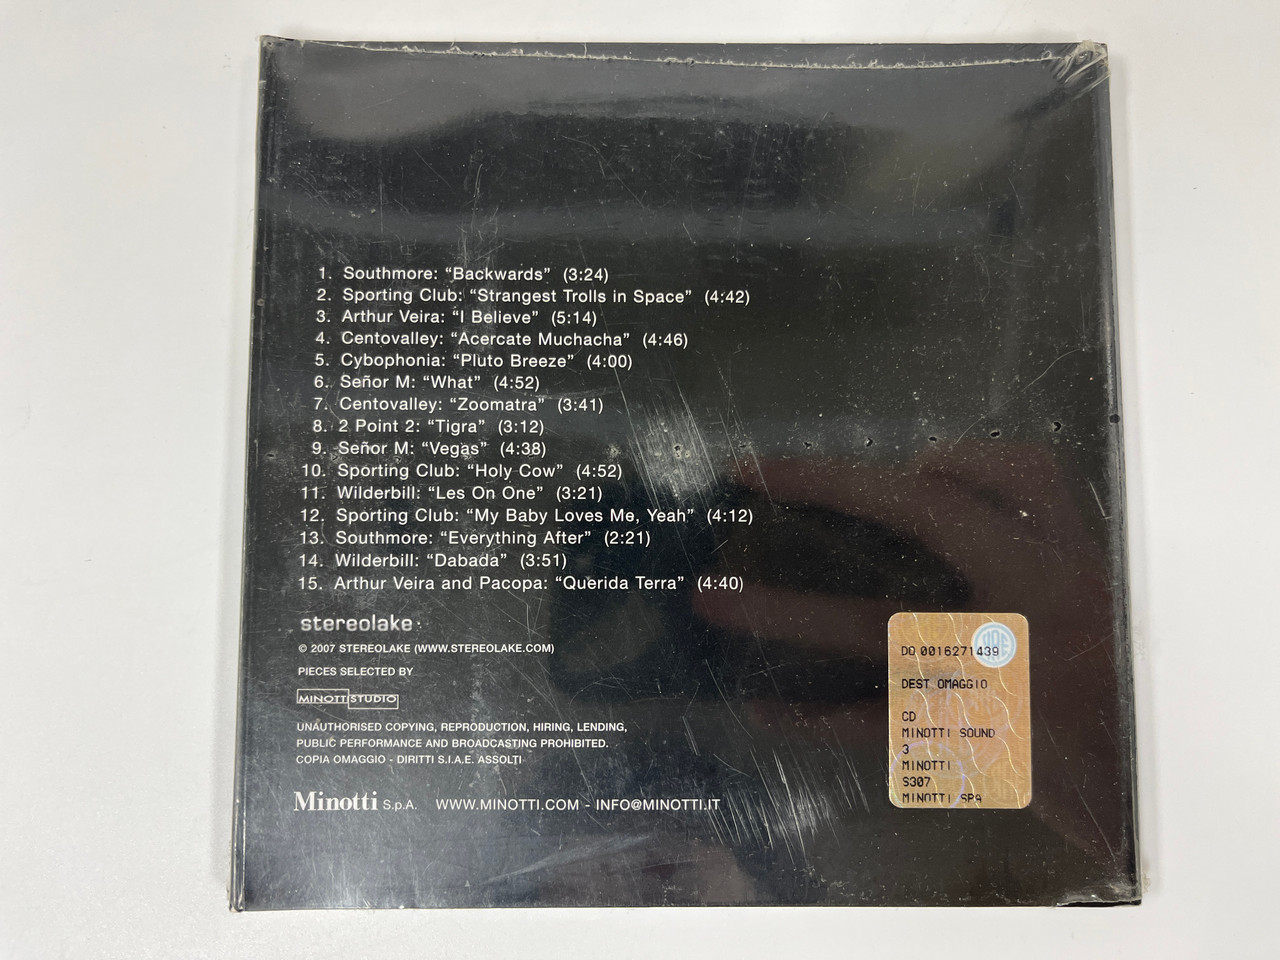 1. Southmore: “Backwards” (3:24)
2. Sporting Club: “Strangest Trolls in Space” (4:42)
3. Arthur Veira: “I Believe” (5:14)
4. Centovalley: “Acercate Muchacha” (4:46)
5. Cybophonia: “Pluto Breeze” (4:00)
6. Señor M: “What” (4:52)
7. Centovalley: “Zoomatra” (3:41)
8. 2 Point 2: “Tigra” (3:12)
9. Señor M: “Vegas” (4:38)
10. Sporting Club: “Holy Cow” (4:52)
11. Wilderbill: “Les On One” (3:21)
12. Sporting Club: “My Baby Loves Me, Yeah” (4:12)
13. Southmore: “Everything After” (2:21)
14. Wilderbill: “Dabada” (3:51)
15. Arthur Veira and Pacopa: “Querida Terra” (4:40)
stereolake
© 2007 STEREOLAKE (WWW.STEREOLAKE.COM)
PIECES SELECTED BY
MINOTTI STUDIO
UNAUTHORISED COPYING, REPRODUCTION, HIRING, LENDING,
PUBLIC PERFORMANCE AND BROADCASTING PROHIBITED.
COPIA OMAGGIO - DIRITTI S.I.A.E. ASSOLTI
Minotti S.p.A. WWW.MINOTTI.COM - INFO@MINOTTI.IT
DO 0016271439
DEST OMAGGIO
CD
MINOTTI SOUND
3
MINOTTI
S307
MINOTTI SPA